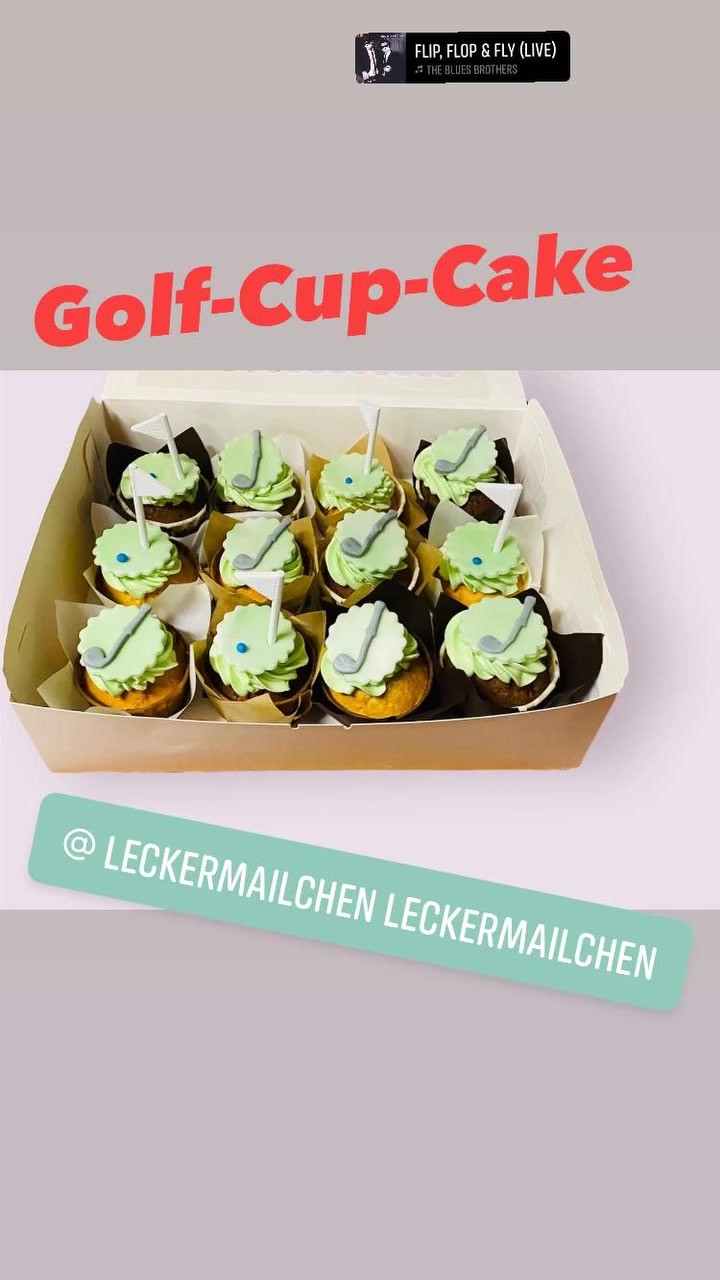 FLIP, FLOP & FLY (LIVE)
THE BLUES BROTHERS
Golf-Cup-Cake
@ LECKERMAILCHEN LECKERMAILCHEN